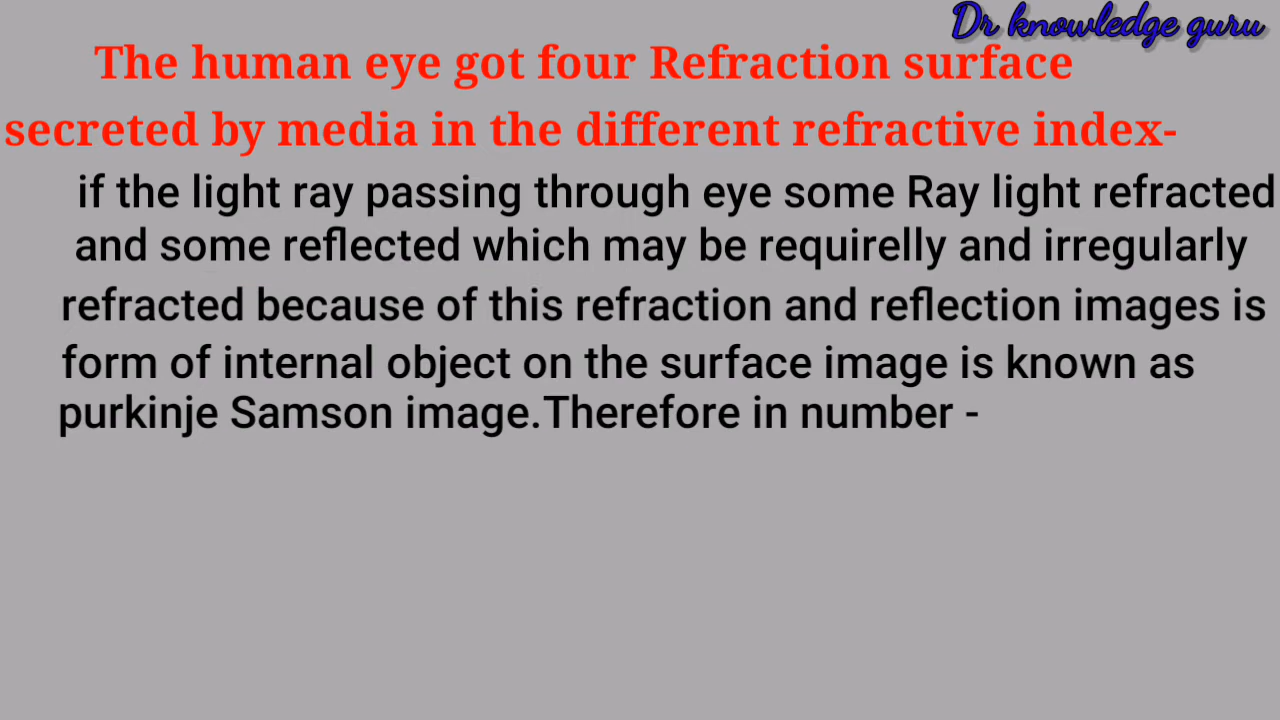 Dr knowledge guru
The human eye got four Refraction surface
secreted by media in the different refractive index-
if the light ray passing through eye some Ray light refracted
and some reflected which may be requirelly and irregularly
refracted because of this refraction and reflection images is
form of internal object on the surface image is known as
purkinje Samson image.Therefore in number -